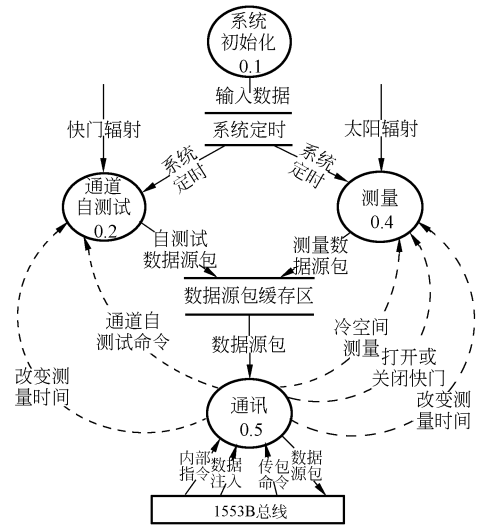 系统
初始化
0.1
输入数据
系统定时
快门辐射
太阳辐射
系统
定时
系统
定时
通道
自测试
0.2
测量
0.4
自测试
数据源包
测量数
据源包
数据源包缓存区
通道自
测试命令
数据源包
冷空间
测量
打开或
关闭快门
改变测
量时间
改变测
量时间
通讯
0.5
内部
指令
数据
注入
传包
命令
数据
源包
1553B总线